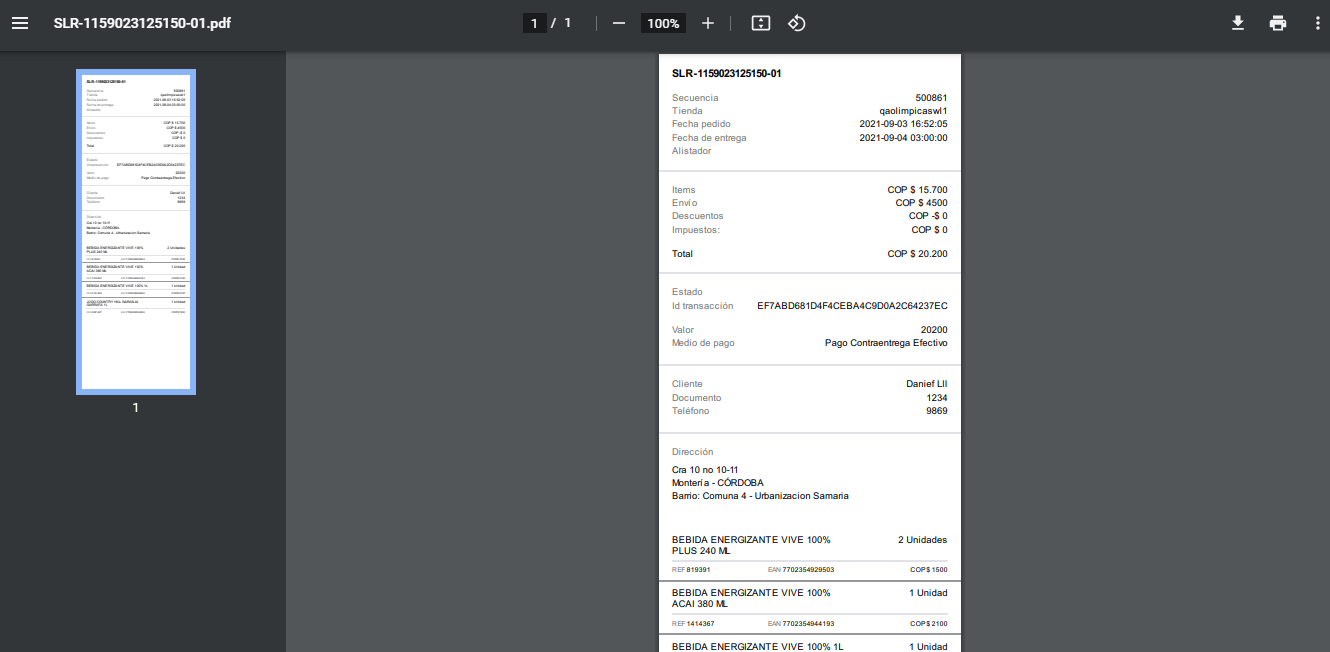 SLR-1159023125150-01.pdf
1 / 1
100%
1
SLR-1159023125150-01
Secuencia 500861
Tienda qaolimpicaswl1
Fecha pedido 2021-09-03 16:52:05
Fecha de entrega 2021-09-04 03:00:00
Alistador
Items COP $ 15.700
Envío COP $ 4500
Descuentos COP -$ 0
Impuestos: COP $ 0
Total COP $ 20.200
Estado
Id transacción EF7ABD681D4F4CEBA4C9D0A2C64237EC
Valor 20200
Medio de pago Pago Contraentrega Efectivo
Cliente Danief LII
Documento 1234
Teléfono 9869
Dirección
Cra 10 no 10-11
Montería - CÓRDOBA
Barrio: Comuna 4 - Urbanizacion Samaria
BEBIDA ENERGIZANTE VIVE 100% 2 Unidades
PLUS 240 ML
REF 819391 EAN 7702354929503 COP$ 1500
BEBIDA ENERGIZANTE VIVE 100% 1 Unidad
ACAI 380 ML
REF 1414367 EAN 7702354944193 COP$ 2100
BEBIDA ENERGIZANTE VIVE 100% 1L 1 Unidad